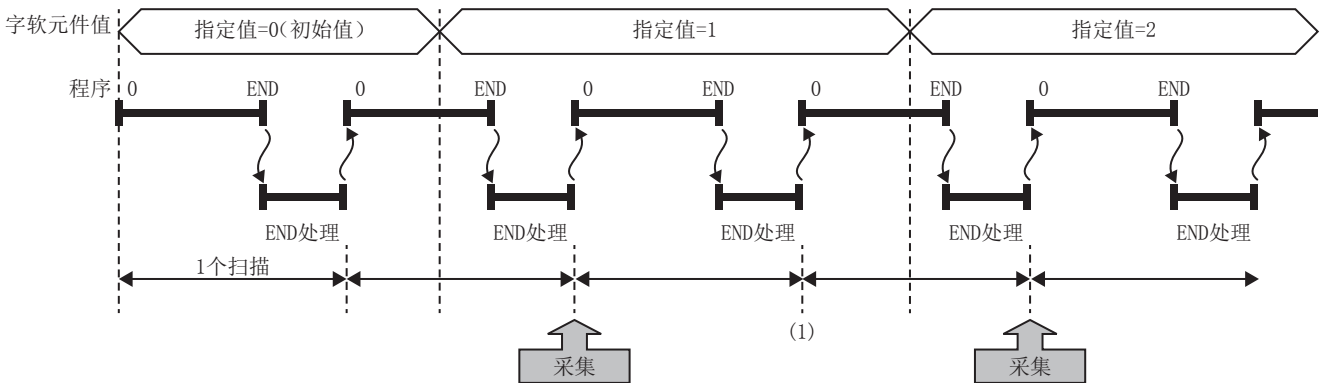 字软元件值 指定值=0(初始值) 指定值=1 指定值=2
程序 0 END 0 END 0 END 0 END 0 END
END处理 END处理 END处理 END处理 END处理
1个扫描
(1)
采集 采集